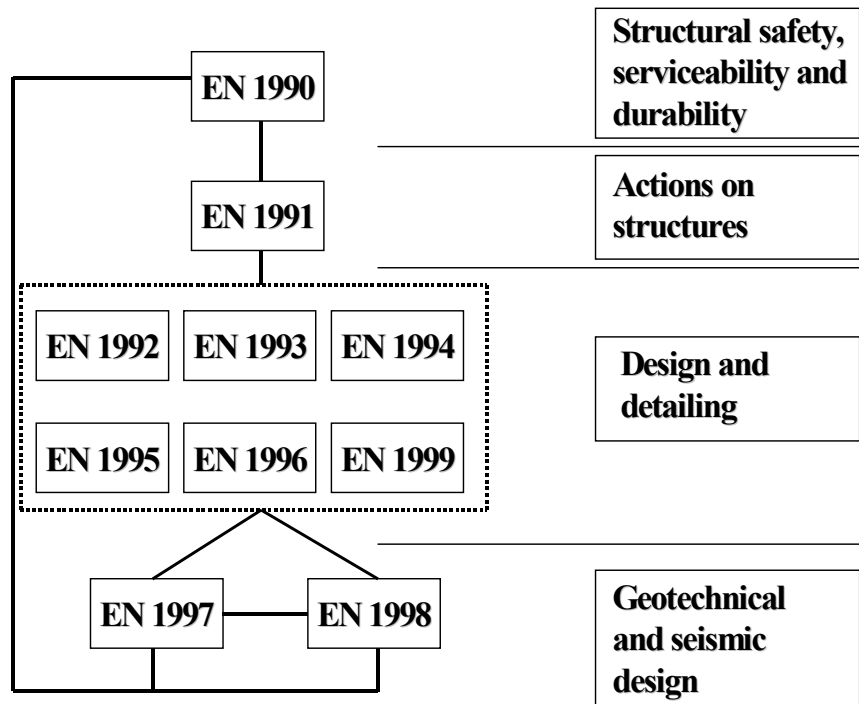 EN 1990
Structural safety,
serviceability and
durability
EN 1991
Actions on
structures
EN 1992 EN 1993 EN 1994
EN 1995 EN 1996 EN 1999
Design and
detailing
EN 1997 EN 1998
Geotechnical
and seismic
design